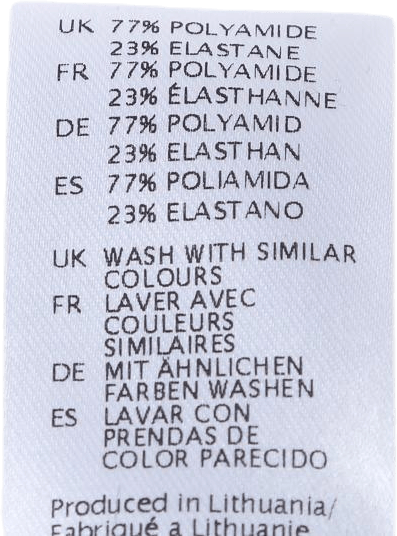 UK 77% POLYAMIDE
23% ELASTANE
FR 77% POLYAMIDE
23% ÉLASTHANNE
DE 77% POLYAMID
23% ELASTHAN
ES 77% POLIAMIDA
23% ELASTANO
UK WASH WITH SIMILAR
COLOURS
FR LAVER AVEC
COULEURS
SIMILAIRES
DE MIT ÄHNLICHEN
FARBEN WASHEN
ES LAVAR CON
PRENDAS DE
COLOR PARECIDO
Produced in Lithuania/
Fabriqué a Lithuanie